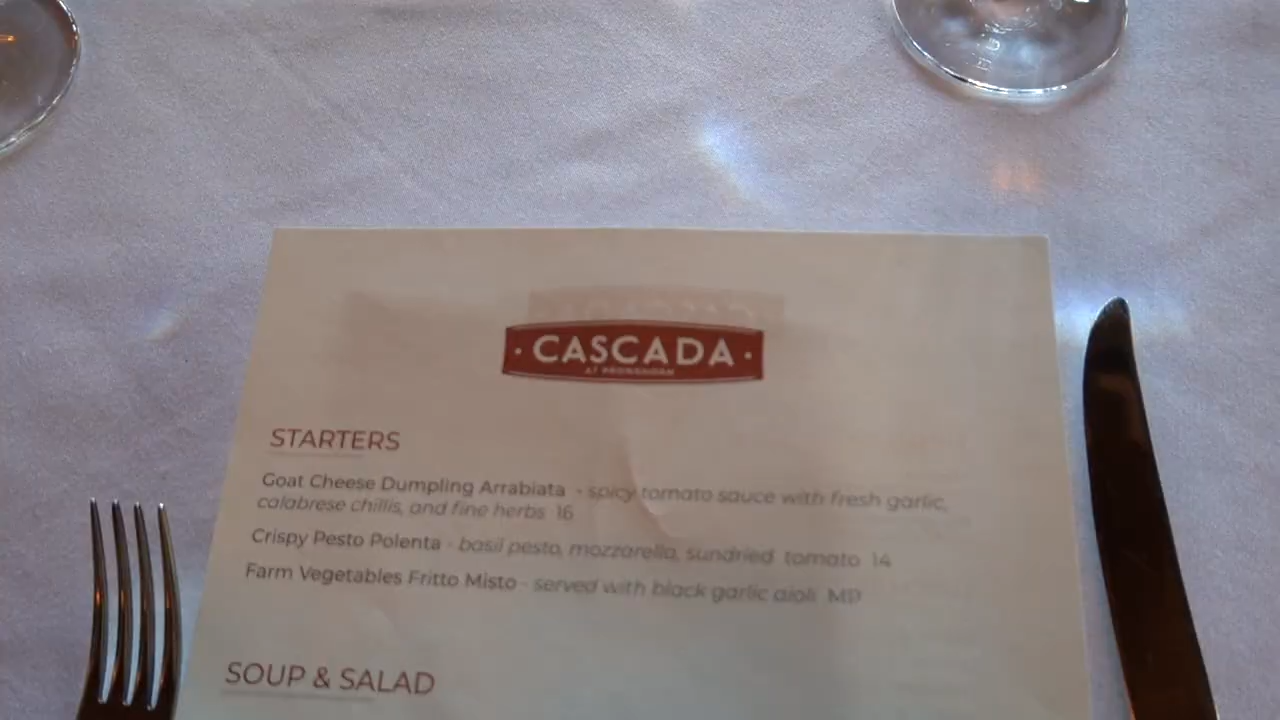 · CASCADA ·
AT PRONGHORN
STARTERS
Goat Cheese Dumpling Arrabiata - spicy tomato sauce with fresh garlic,
calabrese chillis, and fine herbs 16
Crispy Pesto Polenta - basil pesto, mozzarella, sundried tomato 14
Farm Vegetables Fritto Misto - served with black garlic aioli MP
SOUP & SALAD